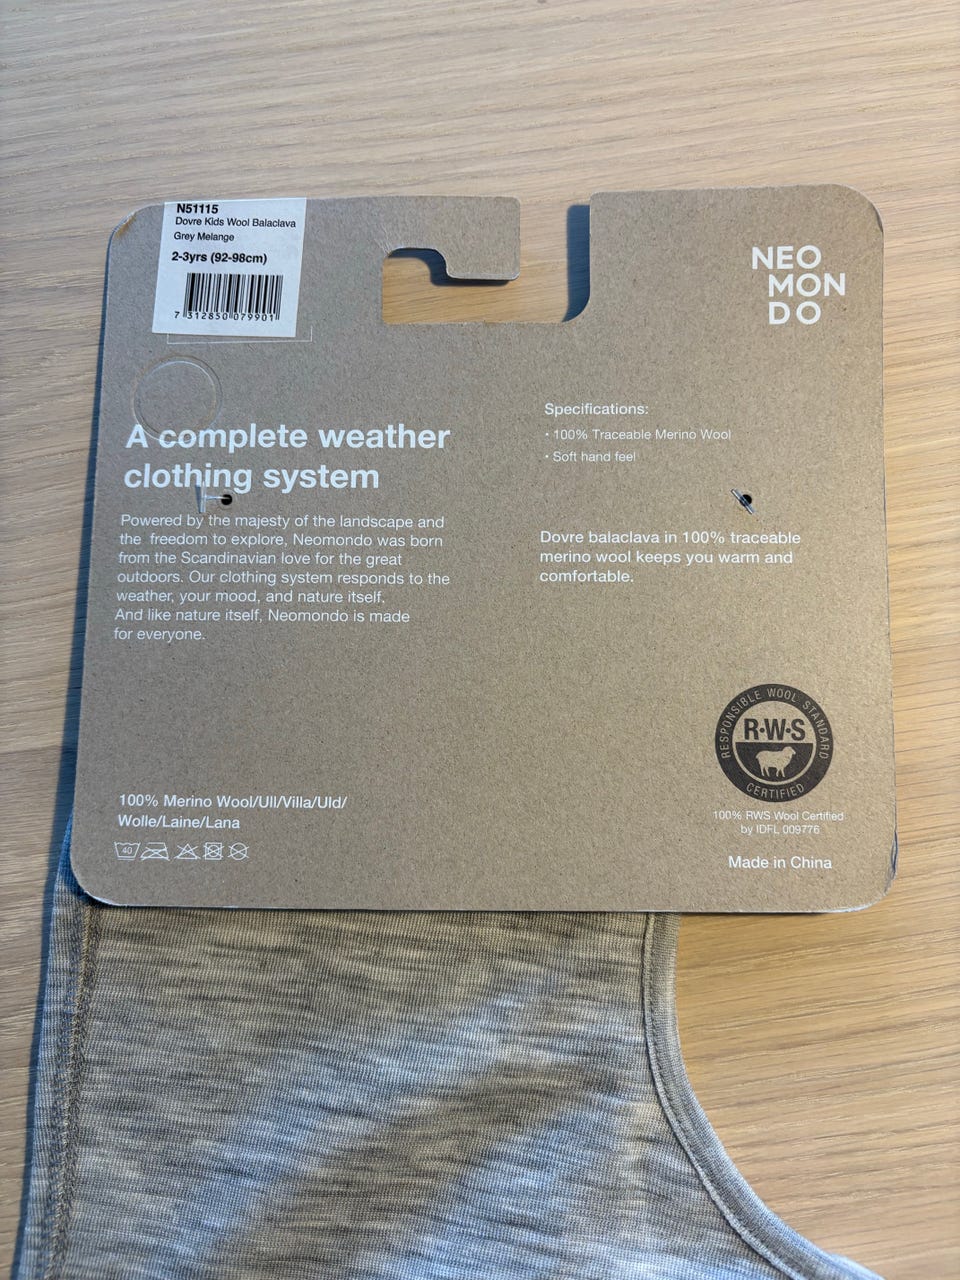 N51115
Dovre Kids Wool Balaclava
Grey Melange
2-3yrs (92-98cm)
7 312850 079901
NEO
MON
DO
A complete weather
clothing system
Powered by the majesty of the landscape and
the freedom to explore, Neomondo was born
from the Scandinavian love for the great
outdoors. Our clothing system responds to the
weather, your mood, and nature itself.
And like nature itself, Neomondo is made
for everyone.
Specifications:
• 100% Traceable Merino Wool
• Soft hand feel
Dovre balaclava in 100% traceable
merino wool keeps you warm and
comfortable.
100% Merino Wool/Ull/Villa/Uld/
Wolle/Laine/Lana
40
RESPONSIBLE WOOL STANDARD
R·W·S
CERTIFIED
100% RWS Wool Certified
by IDFL 009776
Made in China